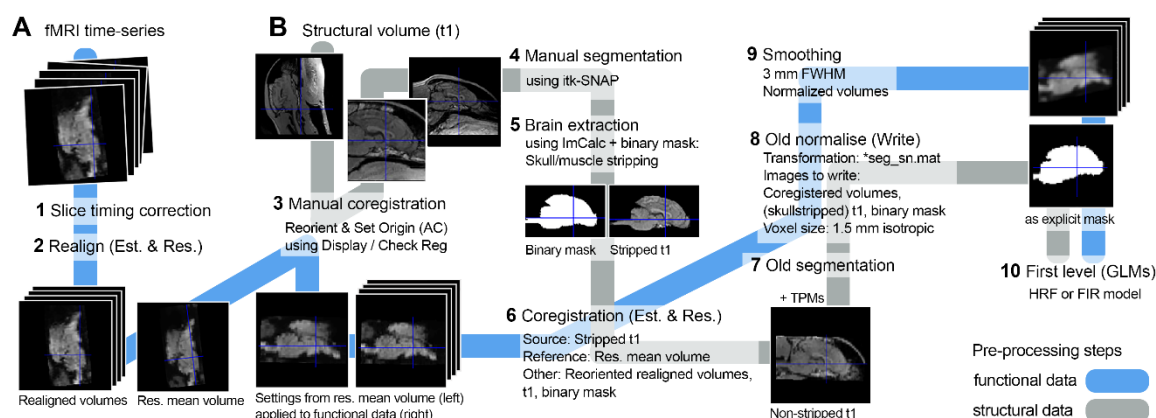 A
fMRI time-series
1 Slice timing correction
2 Realign (Est. & Res.)
Realigned volumes
Res. mean volume
B
Structural volume (t1)
3 Manual coregistration
Reorient & Set Origin (AC)
using Display / Check Reg
Settings from res. mean volume (left)
applied to functional data (right)
4 Manual segmentation
using itk-SNAP
5 Brain extraction
using ImCalc + binary mask:
Skull/muscle stripping
Binary mask
Stripped t1
6 Coregistration (Est. & Res.)
Source: Stripped t1
Reference: Res. mean volume
Other: Reoriented realigned volumes,
t1, binary mask
9 Smoothing
3 mm FWHM
Normalized volumes
8 Old normalise (Write)
Transformation: *seg_sn.mat
Images to write:
Coregistered volumes,
(skullstripped) t1, binary mask
Voxel size: 1.5 mm isotropic
7 Old segmentation
+ TPMs
Non-stripped t1
as explicit mask
10 First level (GLMs)
HRF or FIR model
Pre-processing steps
functional data
structural data